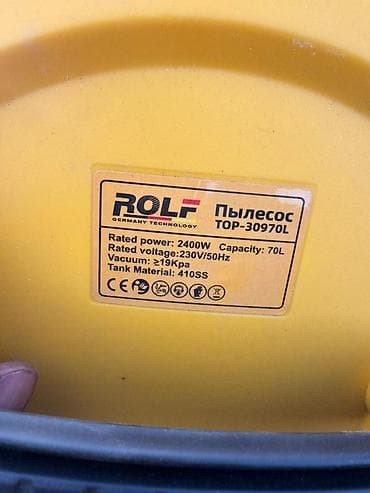 ROLF
GERMANY TECHNOLOGY
Пылесос
TOP-30970L
Rated power: 2400W Capacity: 70L
Rated voltage:230V/50Hz
Vacuum: ≥19Kpa
Tank Material: 410SS
CE